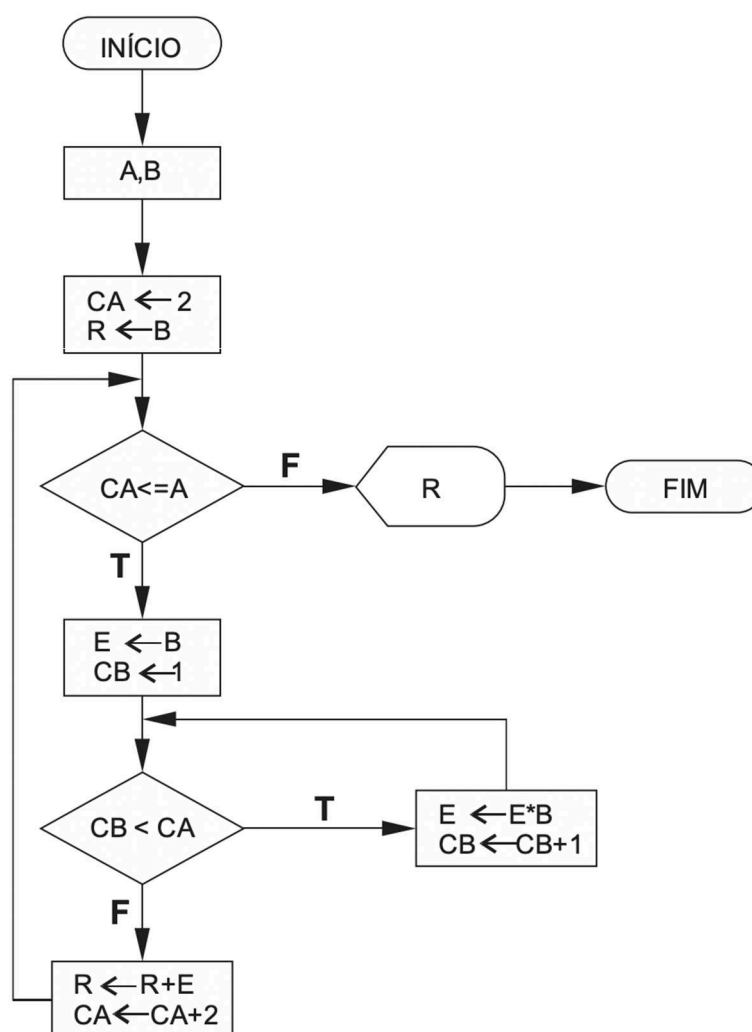 INÍCIO
A,B
CA ← 2
R ← B
CA<=A
F
R
FIM
T
E ← B
CB ← 1
CB < CA
T
E ← E*B
CB ← CB+1
F
R ← R+E
CA ← CA+2